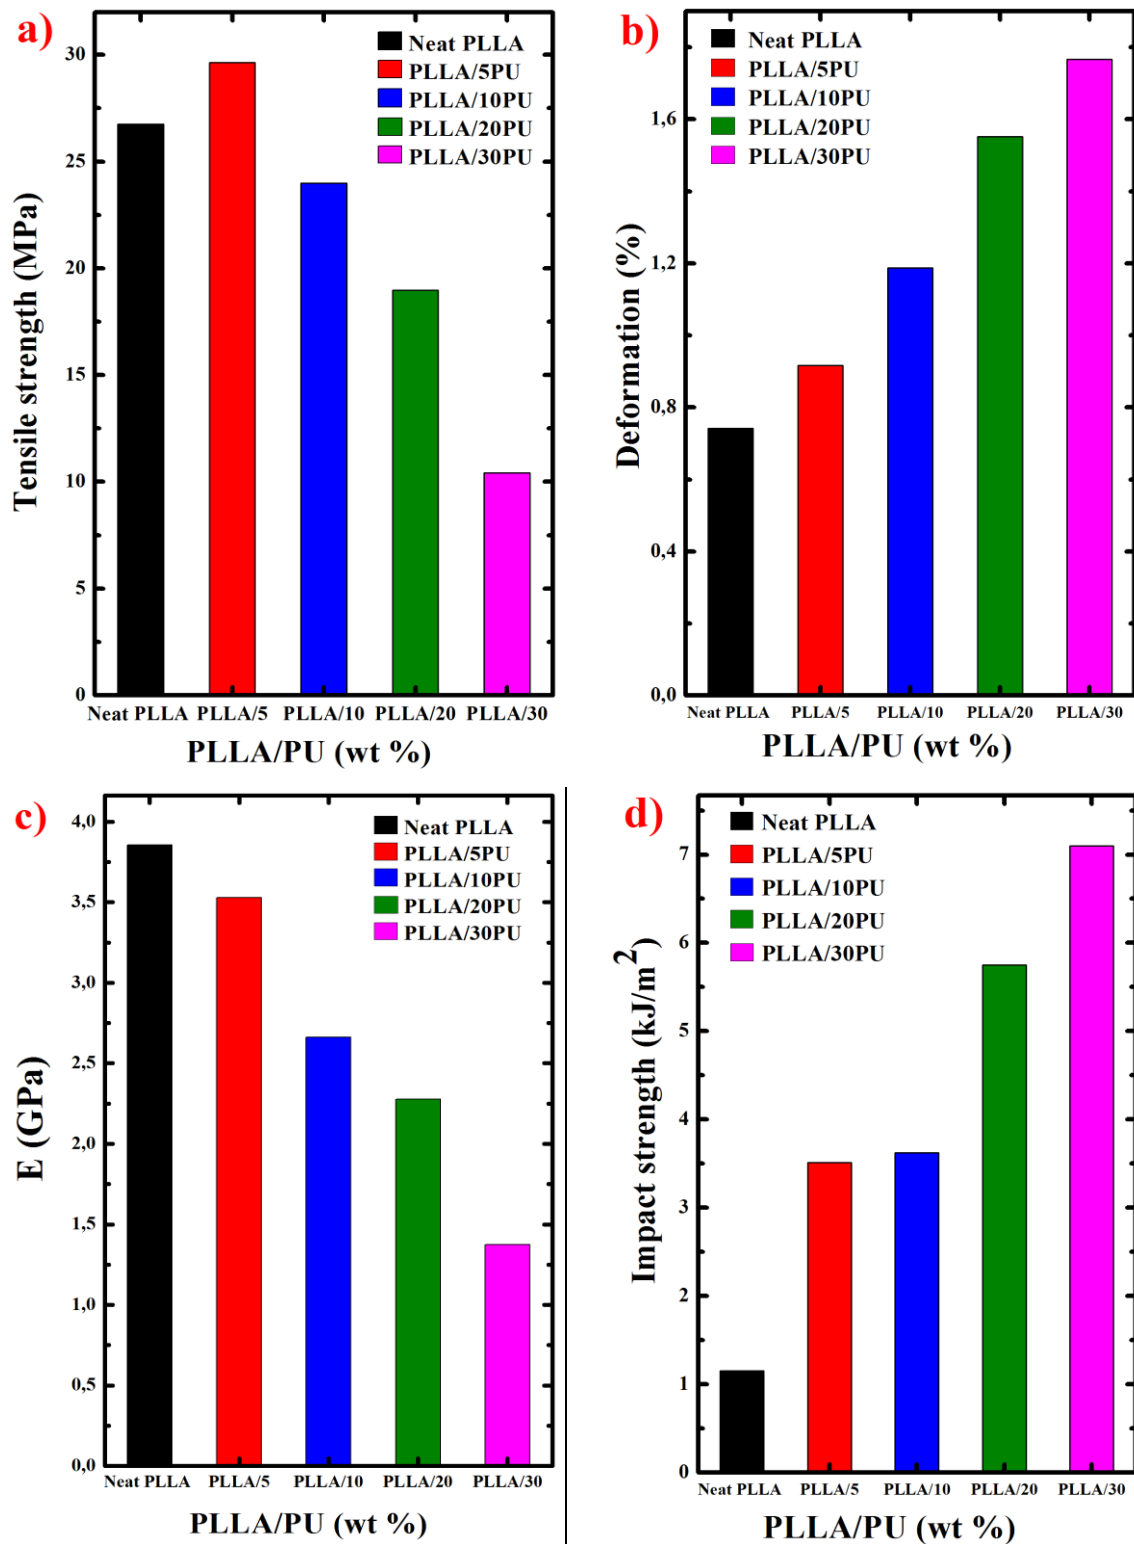 a)
Tensile strength (MPa)
30
25
20
15
10
5
0
Neat PLLA
PLLA/5PU
PLLA/10PU
PLLA/20PU
PLLA/30PU
Neat PLLA PLLA/5 PLLA/10 PLLA/20 PLLA/30
PLLA/PU (wt %)
b)
Deformation (%)
1,6
1,2
0,8
0,4
0,0
Neat PLLA
PLLA/5PU
PLLA/10PU
PLLA/20PU
PLLA/30PU
Neat PLLA PLLA/5 PLLA/10 PLLA/20 PLLA/30
PLLA/PU (wt %)
c)
E (GPa)
4,0
3,5
3,0
2,5
2,0
1,5
1,0
0,5
0,0
Neat PLLA
PLLA/5PU
PLLA/10PU
PLLA/20PU
PLLA/30PU
Neat PLLA PLLA/5 PLLA/10 PLLA/20 PLLA/30
PLLA/PU (wt %)
d)
Impact strength (kJ/m²)
7
6
5
4
3
2
1
0
Neat PLLA
PLLA/5PU
PLLA/10PU
PLLA/20PU
PLLA/30PU
Neat PLLA PLLA/5 PLLA/10 PLLA/20 PLLA/30
PLLA/PU (wt %)